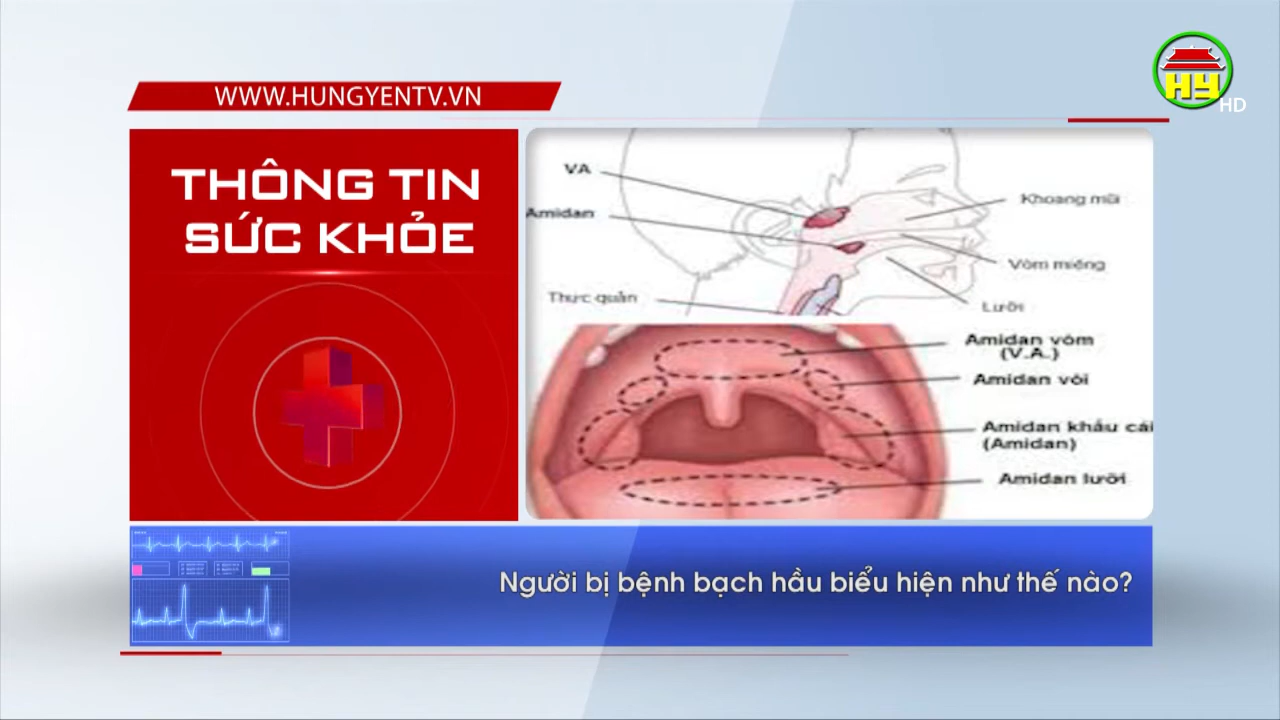 WWW.HUNGYENTV.VN
HY
HD
THÔNG TIN
SỨC KHỎE
VA
Amidan
Thực quản
Khoang mũi
Vòm miệng
Lưỡi
Amidan vòm
(V.A.)
Amidan vòi
Amidan khẩu cái
(Amidan)
Amidan lưỡi
Người bị bệnh bạch hầu biểu hiện như thế nào?